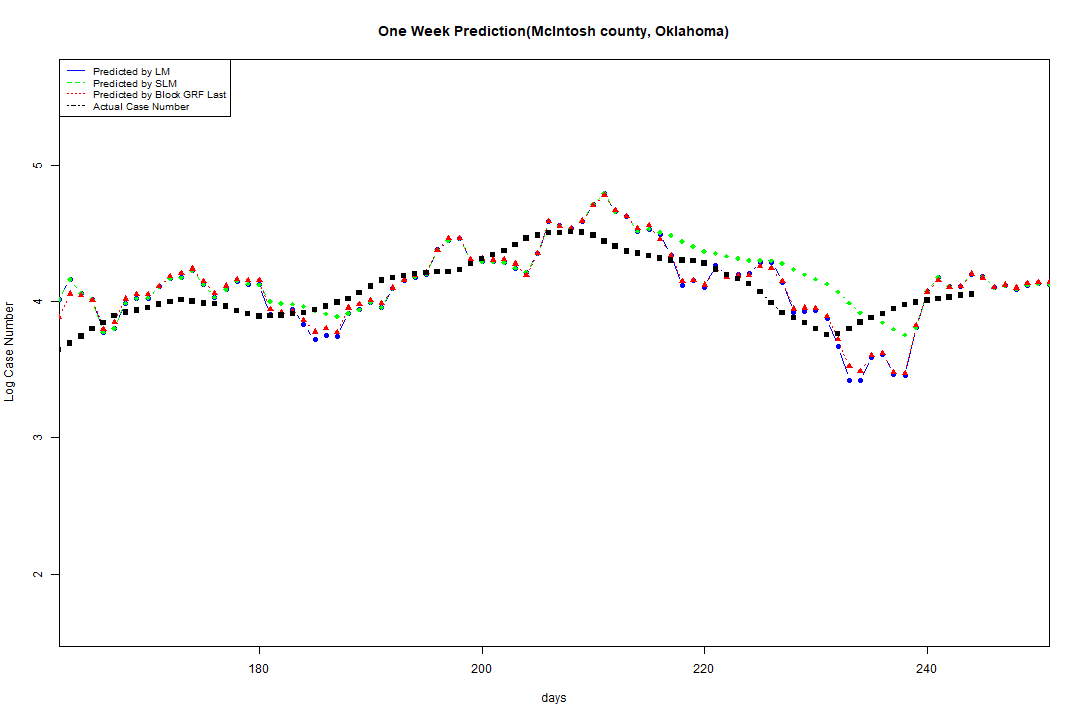 One Week Prediction(McIntosh county, Oklahoma)
Predicted by LM
Predicted by SLM
Predicted by Block GRF Last
Actual Case Number
5
4
3
2
Log Case Number
180 200 220 240
days